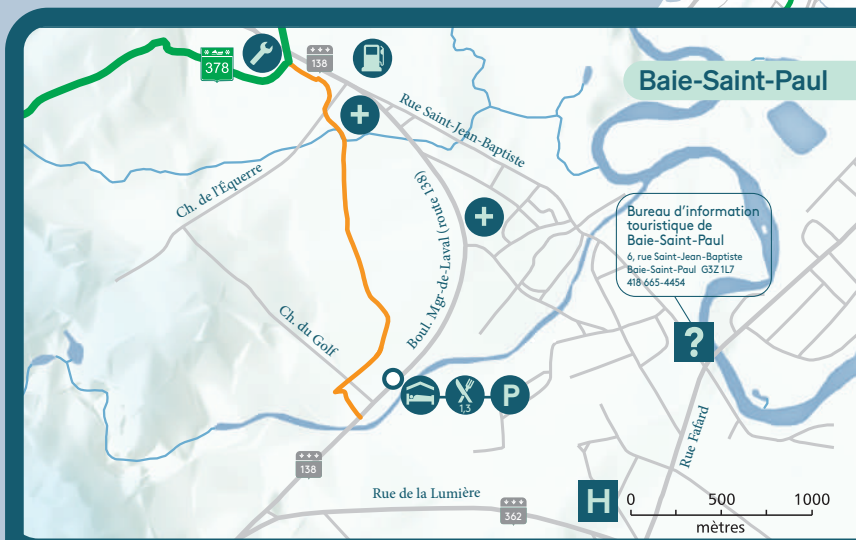 378
138
Baie-Saint-Paul
Rue Saint-Jean-Baptiste
Ch. de l'Équerre
Boul. Mgr-de-Laval (route 138)
Bureau d'information
touristique de
Baie-Saint-Paul
6, rue Saint-Jean-Baptiste
Baie-Saint-Paul G3Z 1L7
418 665-4454
Ch. du Golf
?
1,3
P
Rue Fafard
138
Rue de la Lumière
362
H
0 500 1000
mètres